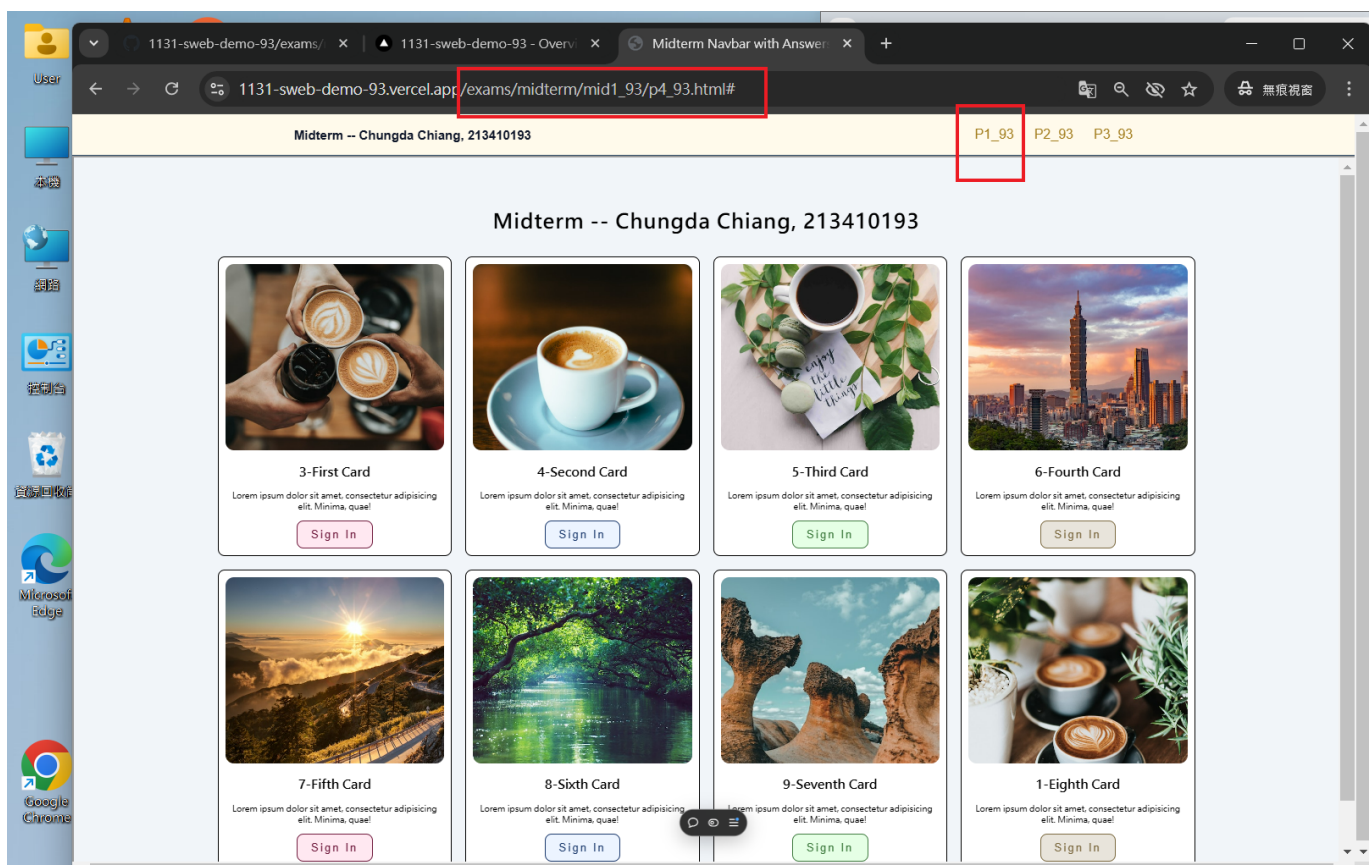 User
本機
網路
控制台
資源回收筒
Microsoft
Edge
Google
Chrome
1131-sweb-demo-93/exams/
1131-sweb-demo-93 - Overvi
Midterm Navbar with Answer
1131-sweb-demo-93.vercel.app/exams/midterm/mid1_93/p4_93.html#
無痕視窗
Midterm -- Chungda Chiang, 213410193
P1_93 P2_93 P3_93
Midterm -- Chungda Chiang, 213410193
3-First Card
Lorem ipsum dolor sit amet, consectetur adipisicing
elit. Minima, quae!
Sign In
4-Second Card
Lorem ipsum dolor sit amet, consectetur adipisicing
elit. Minima, quae!
Sign In
enjoy
the
little
things
5-Third Card
Lorem ipsum dolor sit amet, consectetur adipisicing
elit. Minima, quae!
Sign In
6-Fourth Card
Lorem ipsum dolor sit amet, consectetur adipisicing
elit. Minima, quae!
Sign In
7-Fifth Card
Lorem ipsum dolor sit amet, consectetur adipisicing
elit. Minima, quae!
Sign In
8-Sixth Card
Lorem ipsum dolor sit amet, consectetur adipisicing
elit. Minima, quae!
Sign In
9-Seventh Card
Lorem ipsum dolor sit amet, consectetur adipisicing
elit. Minima, quae!
Sign In
1-Eighth Card
Lorem ipsum dolor sit amet, consectetur adipisicing
elit. Minima, quae!
Sign In